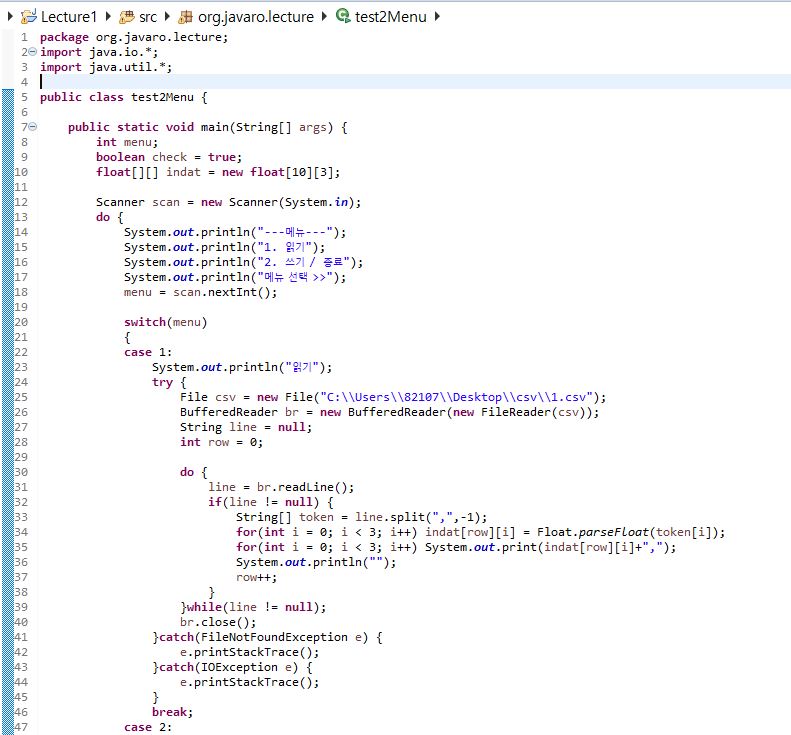 Lecture1 src org.javaro.lecture test2Menu
1 package org.javaro.lecture;
2 import java.io.*;
3 import java.util.*;
4
5 public class test2Menu {
6
7     public static void main(String[] args) {
8         int menu;
9         boolean check = true;
10         float[][] indat = new float[10][3];
11
12         Scanner scan = new Scanner(System.in);
13         do {
14             System.out.println("---메뉴---");
15             System.out.println("1. 읽기");
16             System.out.println("2. 쓰기 / 종료");
17             System.out.println("메뉴 선택 >>");
18             menu = scan.nextInt();
19
20             switch(menu)
21             {
22             case 1:
23                 System.out.println("읽기");
24                 try {
25                     File csv = new File("C:\\Users\\82107\\Desktop\\csv\\1.csv");
26                     BufferedReader br = new BufferedReader(new FileReader(csv));
27                     String line = null;
28                     int row = 0;
29
30                     do {
31                         line = br.readLine();
32                         if(line != null) {
33                             String[] token = line.split(",",-1);
34                             for(int i = 0; i < 3; i++) indat[row][i] = Float.parseFloat(token[i]);
35                             for(int i = 0; i < 3; i++) System.out.print(indat[row][i]+",");
36                             System.out.println("");
37                             row++;
38                         }
39                     }while(line != null);
40                     br.close();
41                 }catch(FileNotFoundException e) {
42                     e.printStackTrace();
43                 }catch(IOException e) {
44                     e.printStackTrace();
45                 }
46                 break;
47             case 2: